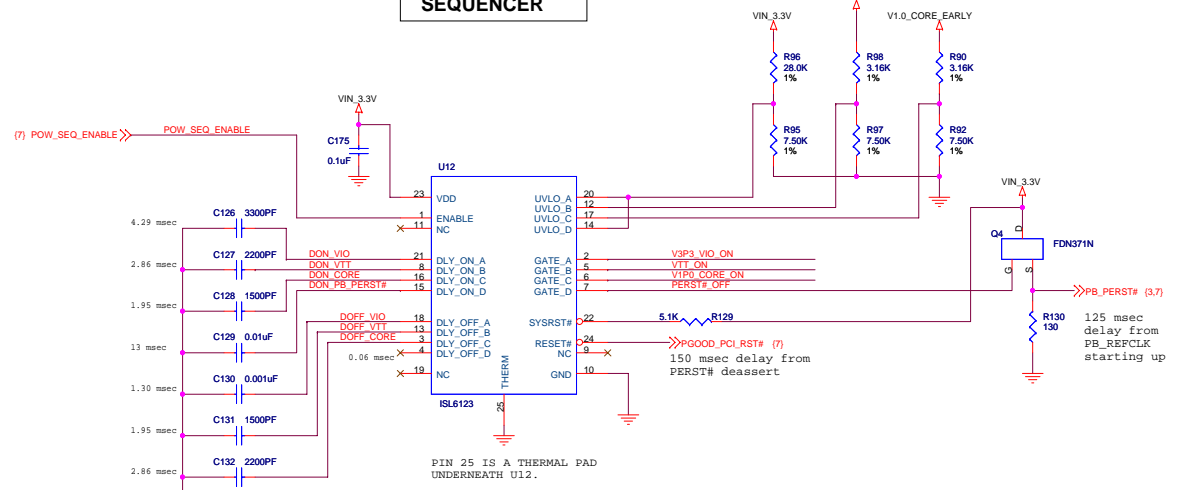 SEQUENCER
VIN_3.3V
V1.0_CORE_EARLY
R96
28.0K
1%
R98
3.16K
1%
R90
3.16K
1%
VIN_3.3V
{7} POW_SEQ_ENABLE
POW_SEQ_ENABLE
C175
0.1uF
R95
7.50K
1%
R97
7.50K
1%
R92
7.50K
1%
U12
23 VDD
1 ENABLE
11 NC
21 DLY_ON_A
8 DLY_ON_B
16 DLY_ON_C
15 DLY_ON_D
18 DLY_OFF_A
13 DLY_OFF_B
3 DLY_OFF_C
4 DLY_OFF_D
19 NC
THERM
25
UVLO_A 20
UVLO_B 12
UVLO_C 17
UVLO_D 14
GATE_A 2
GATE_B 5
GATE_C 6
GATE_D 7
SYSRST# 22
RESET# 24
NC 9
GND 10
ISL6123
4.29 msec
C126 3300PF
2.86 msec
C127 2200PF
1.95 msec
C128 1500PF
13 msec
C129 0.01uF
1.30 msec
C130 0.001uF
1.95 msec
C131 1500PF
2.86 msec
C132 2200PF
DON_VIO
DON_VTT
DON_CORE
DON_PB_PERST#
DOFF_VIO
DOFF_VTT
DOFF_CORE
0.06 msec
V3P3_VIO_ON
VTT_ON
V1P0_CORE_ON
PERST#_OFF
5.1K R129
PGOOD_PCI_RST# {7}
150 msec delay from
PERST# deassert
VIN_3.3V
Q4
FDN371N
D
G
S
PB_PERST# {3,7}
R130
130
125 msec
delay from
PB_REFCLK
starting up
PIN 25 IS A THERMAL PAD
UNDERNEATH U12.